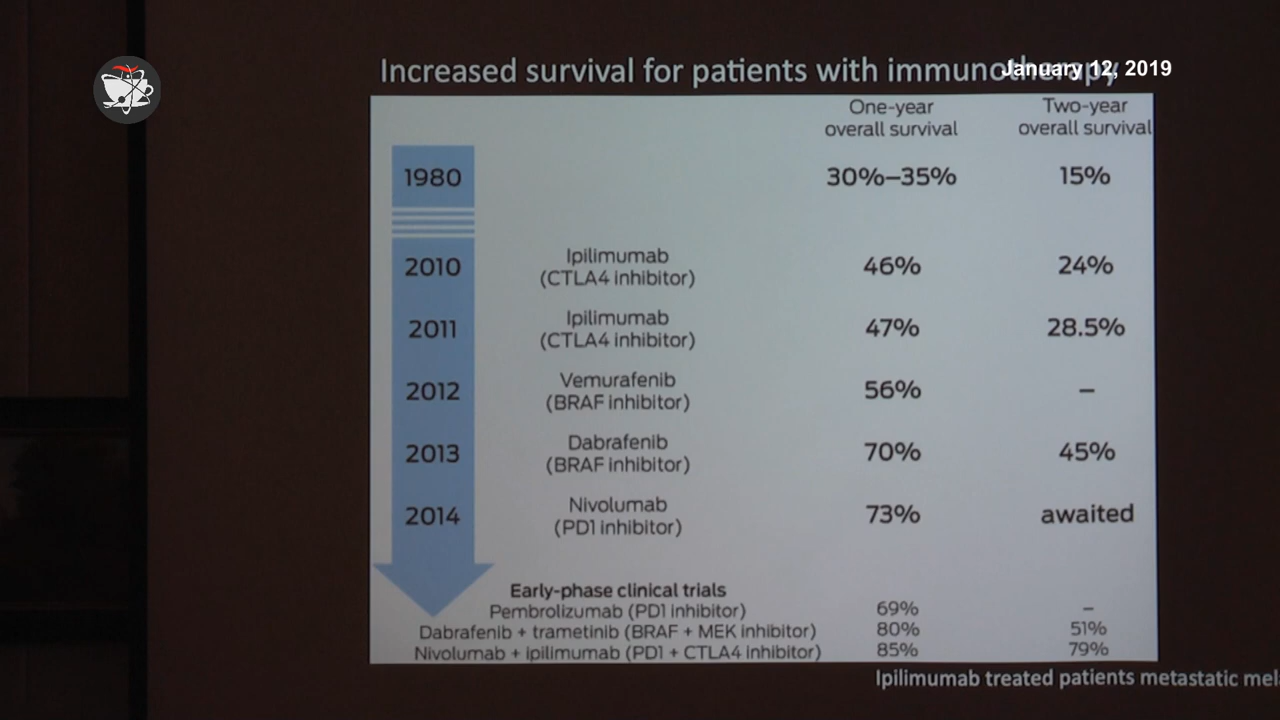 Increased survival for patients with immunotherapy
January 12, 2019
One-year overall survival
Two-year overall survival
1980 30%–35% 15%
2010 Ipilimumab (CTLA4 inhibitor) 46% 24%
2011 Ipilimumab (CTLA4 inhibitor) 47% 28.5%
2012 Vemurafenib (BRAF inhibitor) 56% –
2013 Dabrafenib (BRAF inhibitor) 70% 45%
2014 Nivolumab (PD1 inhibitor) 73% awaited
Early-phase clinical trials
Pembrolizumab (PD1 inhibitor) 69% –
Dabrafenib + trametinib (BRAF + MEK inhibitor) 80% 51%
Nivolumab + ipilimumab (PD1 + CTLA4 inhibitor) 85% 79%
Ipilimumab treated patients metastatic